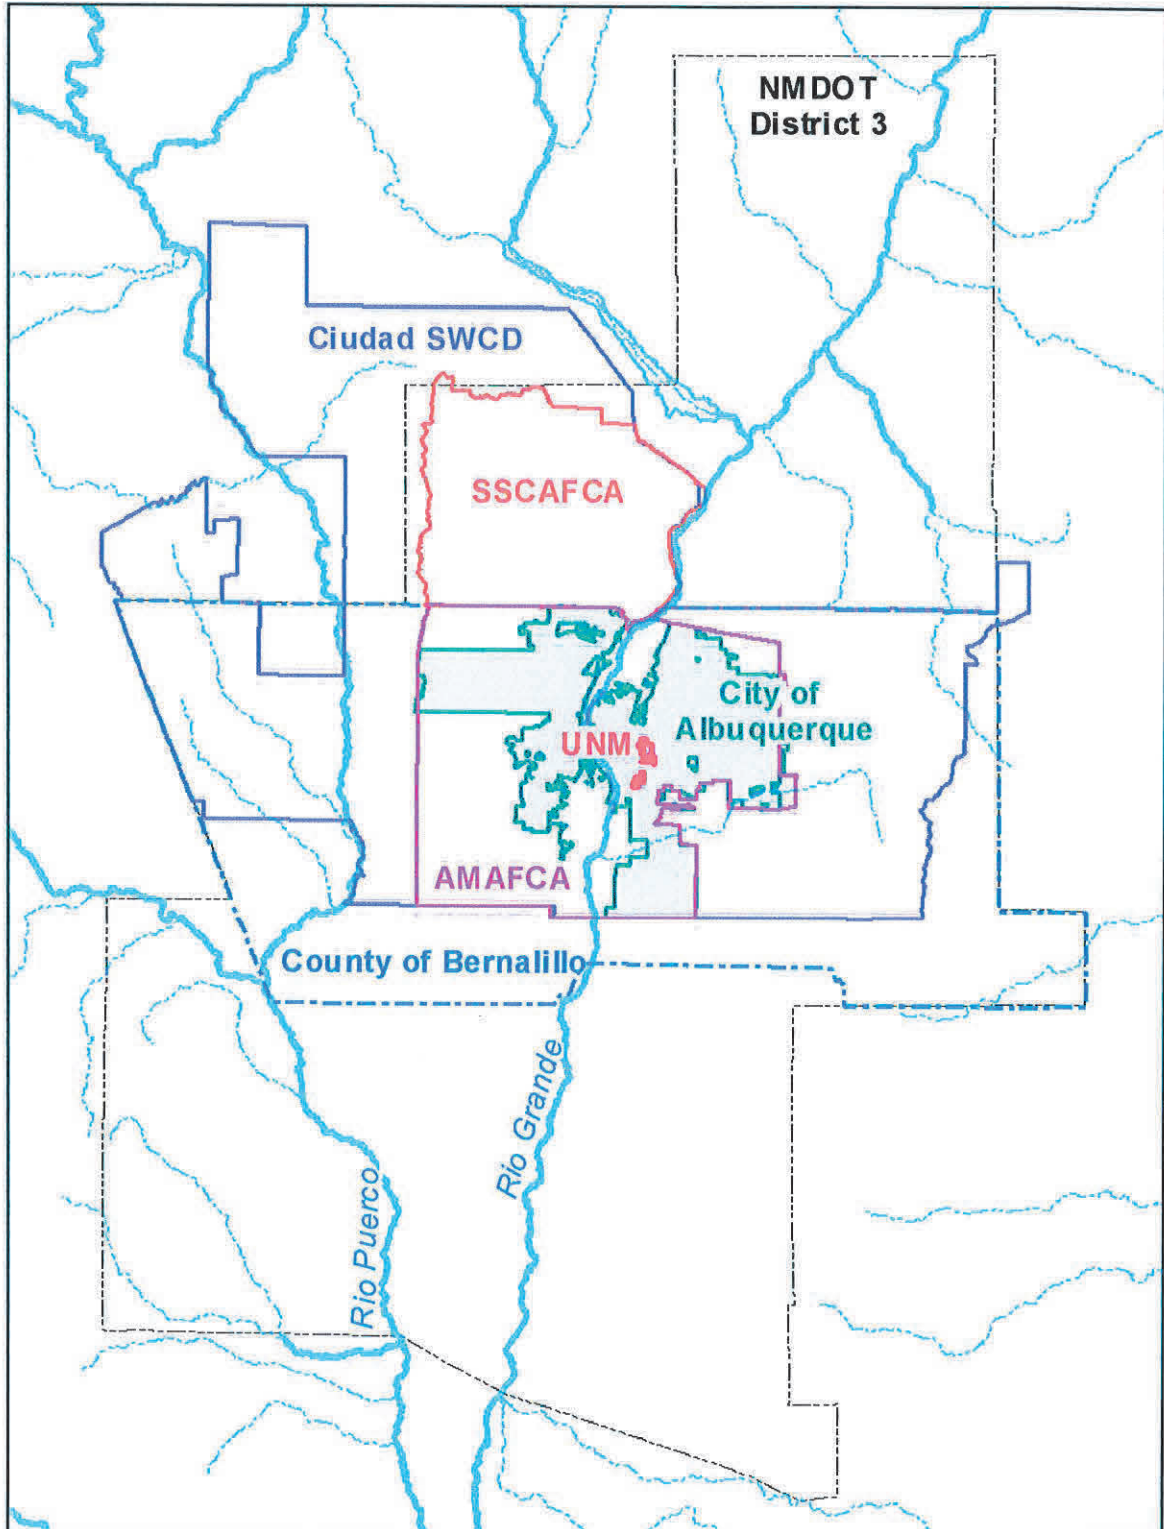 NMDOT
District 3
Ciudad SWCD
SSCAFCA
City of
Albuquerque
UNM
AMAFCA
County of Bernalillo
Rio Grande
Rio Puerco